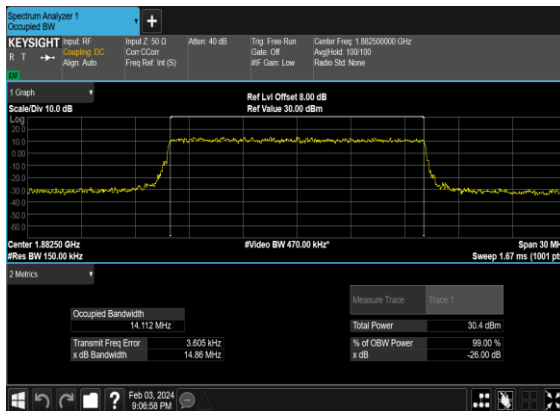 Spectrum Analyzer 1
Occupied BW
KEYSIGHT
R T
Input: RF
Coupling: DC
Align: Auto
Input Z: 50 Ω
Corr CCorr
Freq Ref: Int (S)
Atten: 40 dB
Trig: Free Run
Gate: Off
#IF Gain: Low
Center Freq: 1.882500000 GHz
Avg|Hold: 100/100
Radio Std: None
1 Graph
Scale/Div 10.0 dB
Ref Lvl Offset 8.00 dB
Ref Value 30.00 dBm
Log
20.0
10.0
0.00
-10.0
-20.0
-30.0
-40.0
-50.0
-60.0
Center 1.88250 GHz
#Res BW 150.00 kHz
#Video BW 470.00 kHz*
Span 30 MH
Sweep 1.67 ms (1001 pt
2 Metrics
Measure Trace Trace 1
Occupied Bandwidth
14.112 MHz
Total Power 30.4 dBm
Transmit Freq Error 3.605 kHz
% of OBW Power 99.00 %
x dB Bandwidth 14.86 MHz
x dB -26.00 dB
Feb 03, 2024
9:06:58 PM